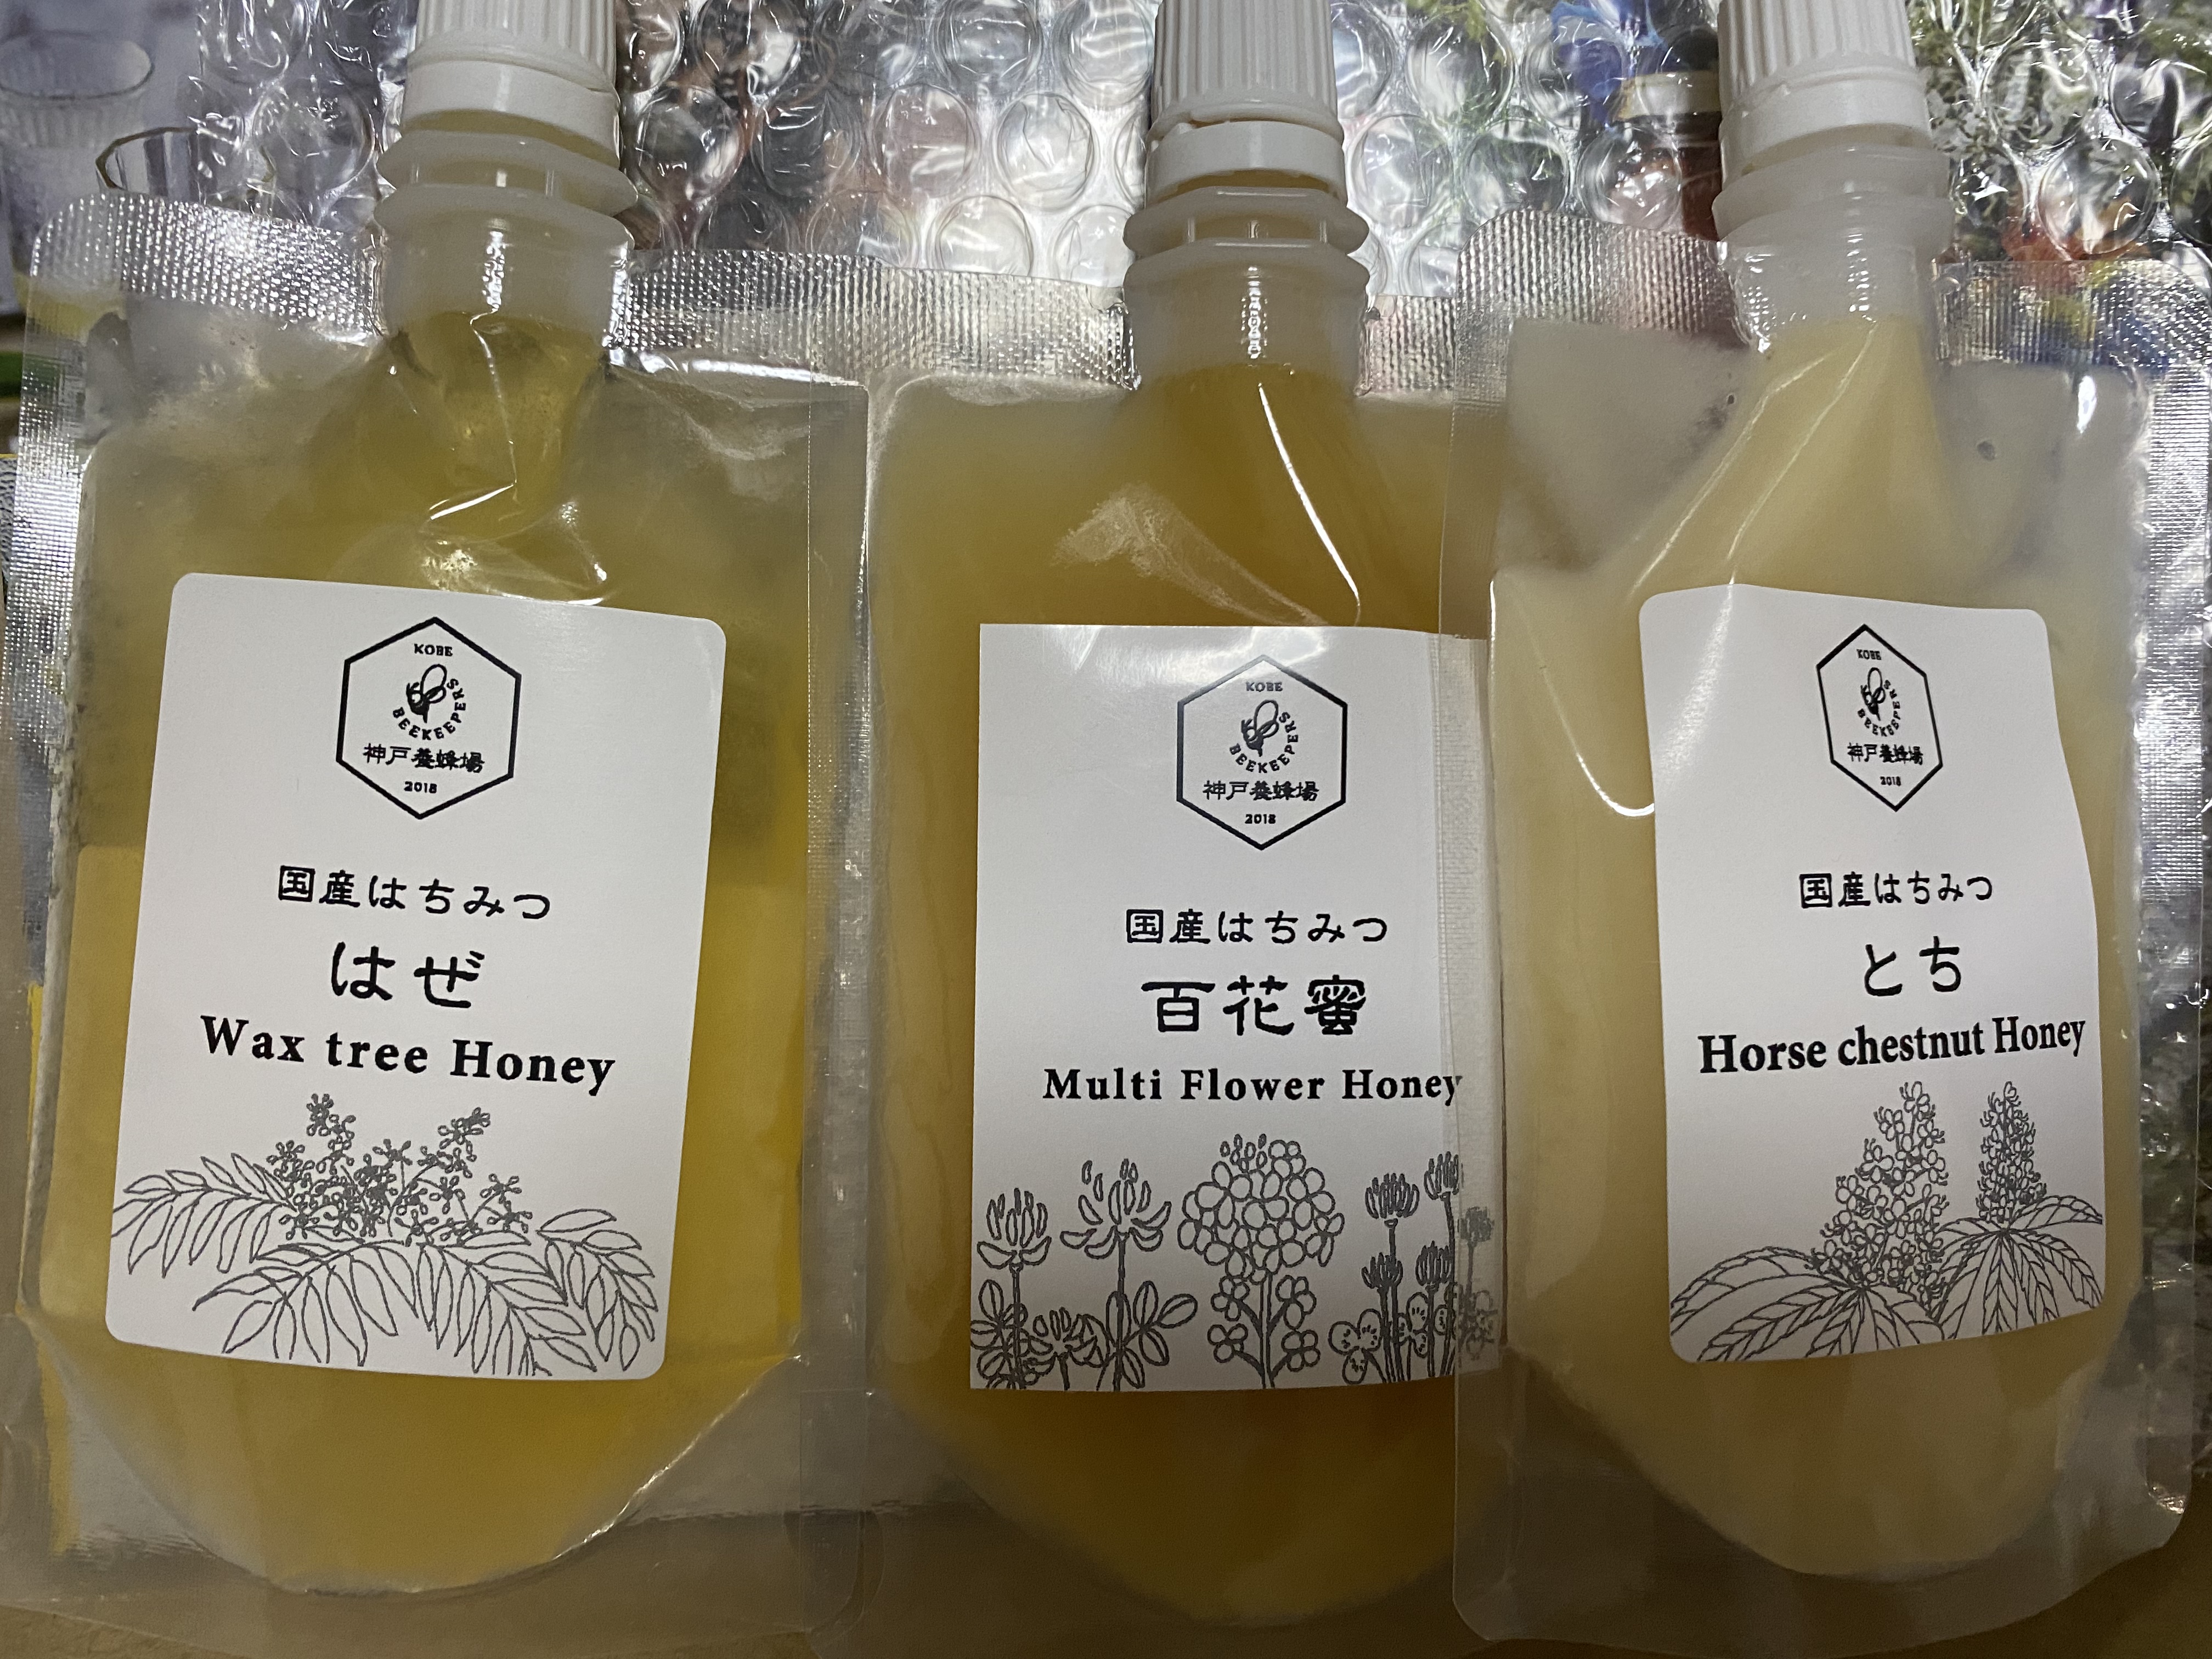 KOBE
BEEKEEPERS
神戸養蜂場
2018
国産はちみつ
はぜ
Wax tree Honey
KOBE
BEEKEEPERS
神戸養蜂場
2018
国産はちみつ
百花蜜
Multi Flower Honey
KOBE
BEEKEEPERS
神戸養蜂場
2018
国産はちみつ
とち
Horse chestnut Honey